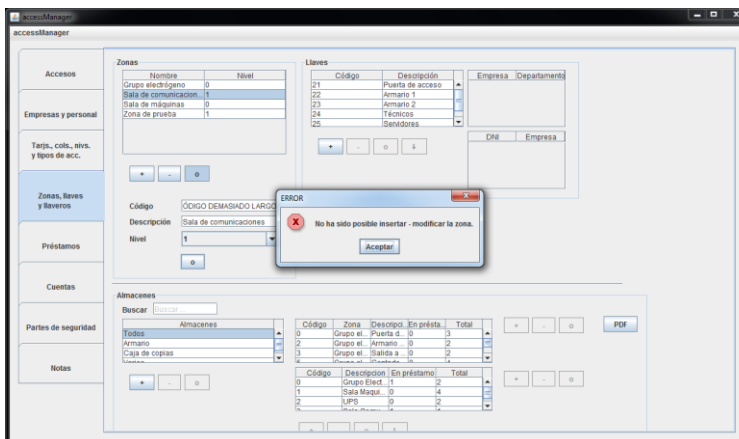 accessManager
accessManager
Accesos
Empresas y personal
Tarjs., cols., nivs.
y tipos de acc.
Zonas, llaves
y llaveros
Préstamos
Cuentas
Partes de seguridad
Notas
Zonas
Nombre Nivel
Grupo electrógeno 0
Sala de comunicacion... 1
Sala de máquinas 0
Zona de prueba 1
+ - o
Código ÓDIGO DEMASIADO LARGO
Descripción Sala de comunicaciones
Nivel 1
o
Llaves
Código Descripción
21 Puerta de acceso
22 Armario 1
23 Armario 2
24 Técnicos
25 Servidores
+ - o ↓
Empresa Departamento
DNI Empresa
ERROR
No ha sido posible insertar - modificar la zona.
Aceptar
Almacenes
Buscar Buscar...
Almacenes
Todos
Armario
Caja de copias
+ - o
Código Zona Descripci... En présta... Total
0 Grupo el... Puerta d... 0 3
2 Grupo el... Armario ... 0 2
3 Grupo el... Salida a ... 0 2
+ - o
PDF
Código Descripcion En préstamo Total
0 Grupo Elect... 1 2
1 Sala Maqui... 0 4
2 UPS 0 2
+ - o